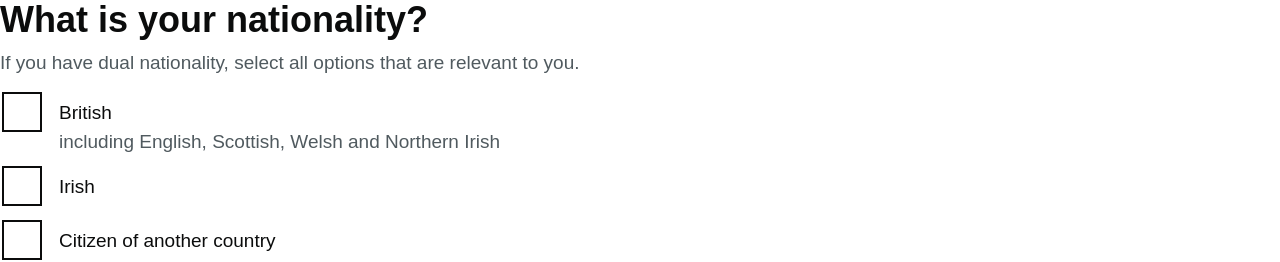 What is your nationality?
If you have dual nationality, select all options that are relevant to you.
British
including English, Scottish, Welsh and Northern Irish
Irish
Citizen of another country